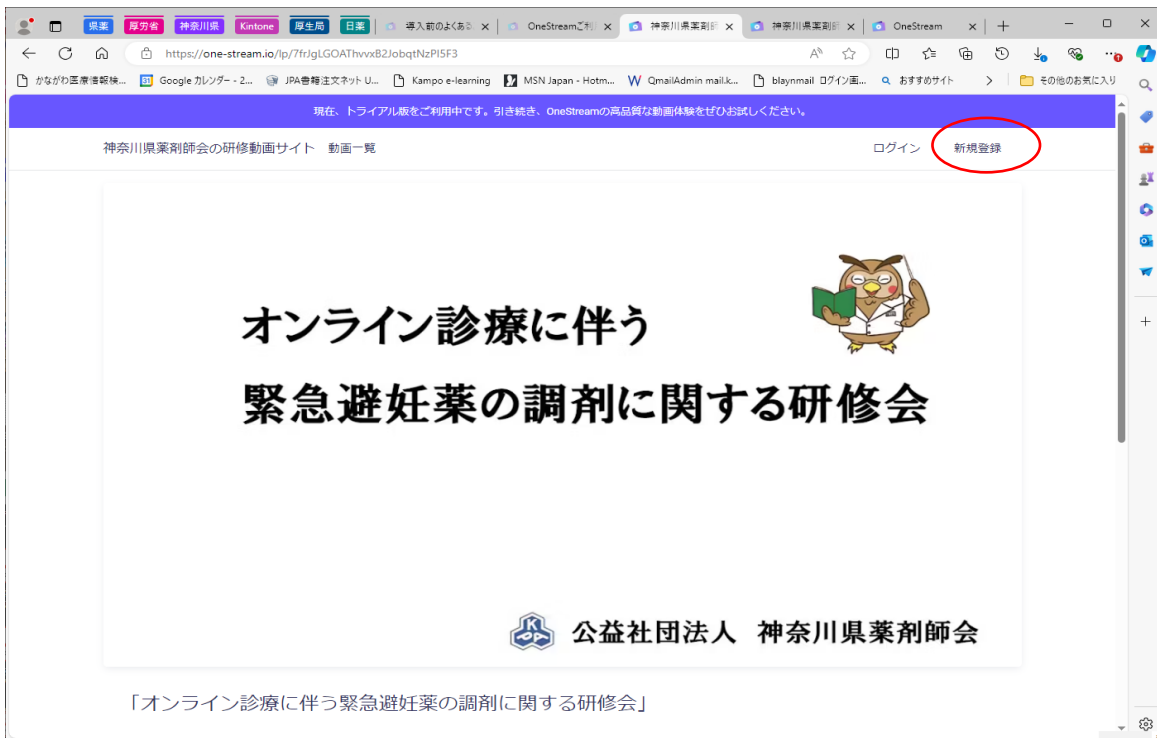 県薬 厚労省 神奈川県 Kintone 厚生局 日薬 導入前のよくある OneStreamご利 神奈川県薬剤師 神奈川県薬剤師 OneStream
https://one-stream.io/lp/7frJgLGOAThvvxB2JobqtNzPI5F3
かながわ医療情報検... Google カレンダー - 2... JPA書籍注文ネット U... Kampo e-learning MSN Japan - Hotm... QmailAdmin mail.k... blaynmail ログイン画... おすすめサイト その他のお気に入り
現在、トライアル版をご利用中です。引き続き、OneStreamの高品質な動画体験をぜひお試しください。
神奈川県薬剤師会の研修動画サイト 動画一覧 ログイン 新規登録
オンライン診療に伴う
緊急避妊薬の調剤に関する研修会
公益社団法人 神奈川県薬剤師会
「オンライン診療に伴う緊急避妊薬の調剤に関する研修会」